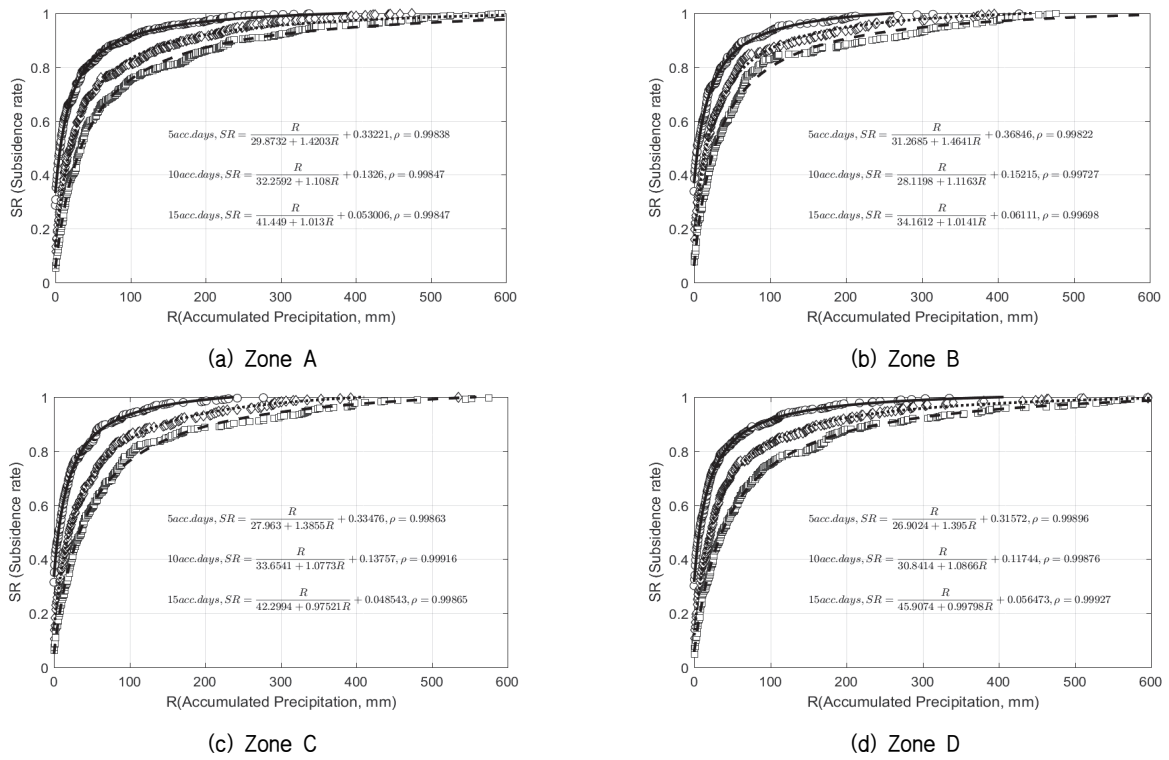 SR (Subsidence rate)
1
0.8
0.6
0.4
0.2
0
5acc.days, SR = R / (29.8732 + 1.4203R) + 0.33221, ρ = 0.99838
10acc.days, SR = R / (32.2592 + 1.108R) + 0.1326, ρ = 0.99847
15acc.days, SR = R / (41.449 + 1.013R) + 0.053006, ρ = 0.99847
0 100 200 300 400 500 600
R(Accumulated Precipitation, mm)
(a) Zone A
SR (Subsidence rate)
1
0.8
0.6
0.4
0.2
0
5acc.days, SR = R / (31.2685 + 1.4641R) + 0.36846, ρ = 0.99822
10acc.days, SR = R / (28.1198 + 1.1163R) + 0.15215, ρ = 0.99727
15acc.days, SR = R / (34.1612 + 1.0141R) + 0.06111, ρ = 0.99698
0 100 200 300 400 500 600
R(Accumulated Precipitation, mm)
(b) Zone B
SR (Subsidence rate)
1
0.8
0.6
0.4
0.2
0
5acc.days, SR = R / (27.963 + 1.3855R) + 0.33476, ρ = 0.99863
10acc.days, SR = R / (33.6541 + 1.0773R) + 0.13757, ρ = 0.99916
15acc.days, SR = R / (42.2994 + 0.97521R) + 0.048543, ρ = 0.99865
0 100 200 300 400 500 600
R(Accumulated Precipitation, mm)
(c) Zone C
SR (Subsidence rate)
1
0.8
0.6
0.4
0.2
0
5acc.days, SR = R / (26.9024 + 1.395R) + 0.31572, ρ = 0.99896
10acc.days, SR = R / (30.8414 + 1.0866R) + 0.11744, ρ = 0.99876
15acc.days, SR = R / (45.9074 + 0.99798R) + 0.056473, ρ = 0.99927
0 100 200 300 400 500 600
R(Accumulated Precipitation, mm)
(d) Zone D